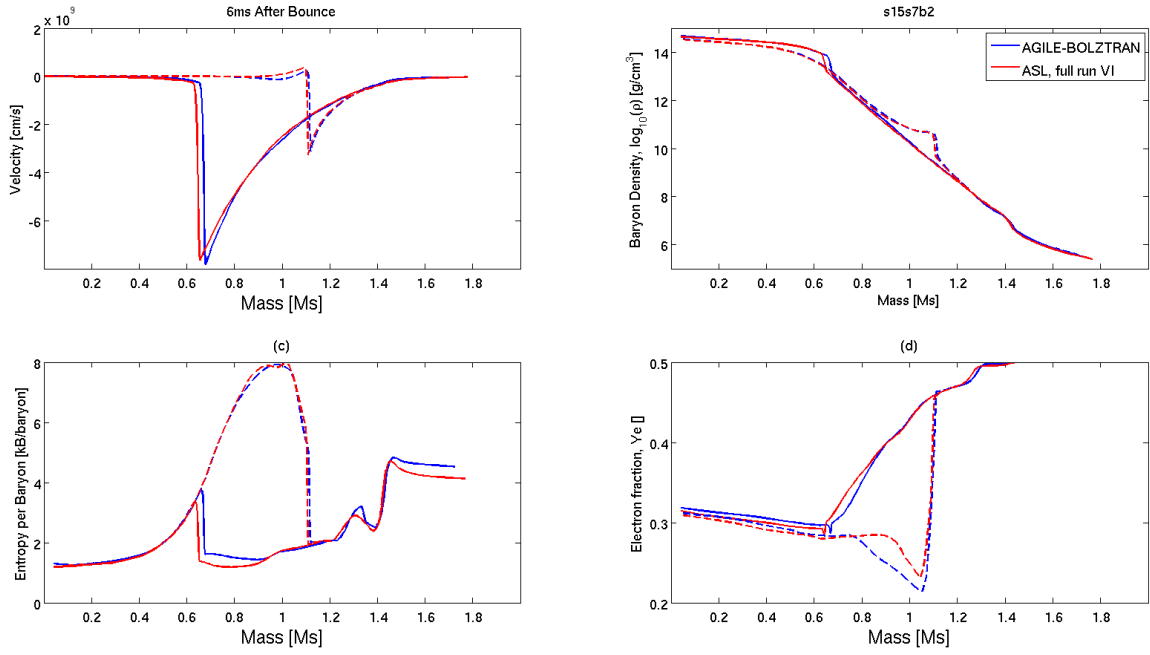 6ms After Bounce
x 10^9
2
0
-2
-4
-6
Velocity [cm/s]
0.2 0.4 0.6 0.8 1 1.2 1.4 1.6 1.8
Mass [Ms]
s15s7b2
AGILE-BOLZTRAN
ASL, full run VI
14
12
10
8
6
Baryon Density, log10(ρ) [g/cm3]
0.2 0.4 0.6 0.8 1 1.2 1.4 1.6 1.8
Mass [Ms]
(c)
8
6
4
2
0
Entropy per Baryon [kB/baryon]
0.2 0.4 0.6 0.8 1 1.2 1.4 1.6 1.8
Mass [Ms]
(d)
0.5
0.4
0.3
0.2
Electron fraction, Ye []
0.2 0.4 0.6 0.8 1 1.2 1.4 1.6 1.8
Mass [Ms]